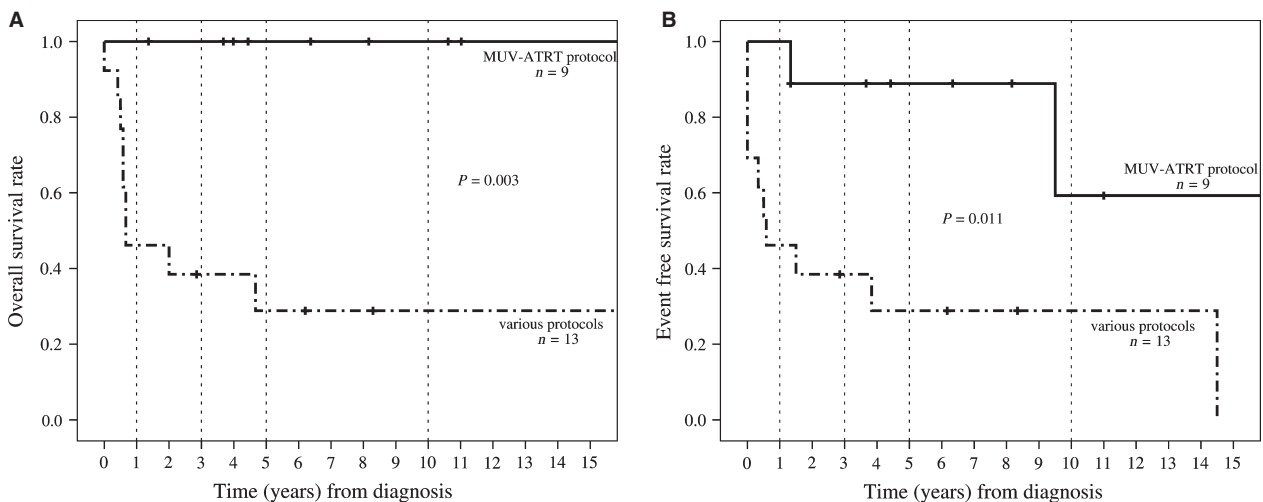 A
Overall survival rate
1.0
0.8
0.6
0.4
0.2
0.0
MUV-ATRT protocol
n = 9
P = 0.003
various protocols
n = 13
0 1 2 3 4 5 6 7 8 9 10 11 12 13 14 15
Time (years) from diagnosis
B
Event free survival rate
1.0
0.8
0.6
0.4
0.2
0.0
MUV-ATRT protocol
n = 9
P = 0.011
various protocols
n = 13
0 1 2 3 4 5 6 7 8 9 10 11 12 13 14 15
Time (years) from diagnosis